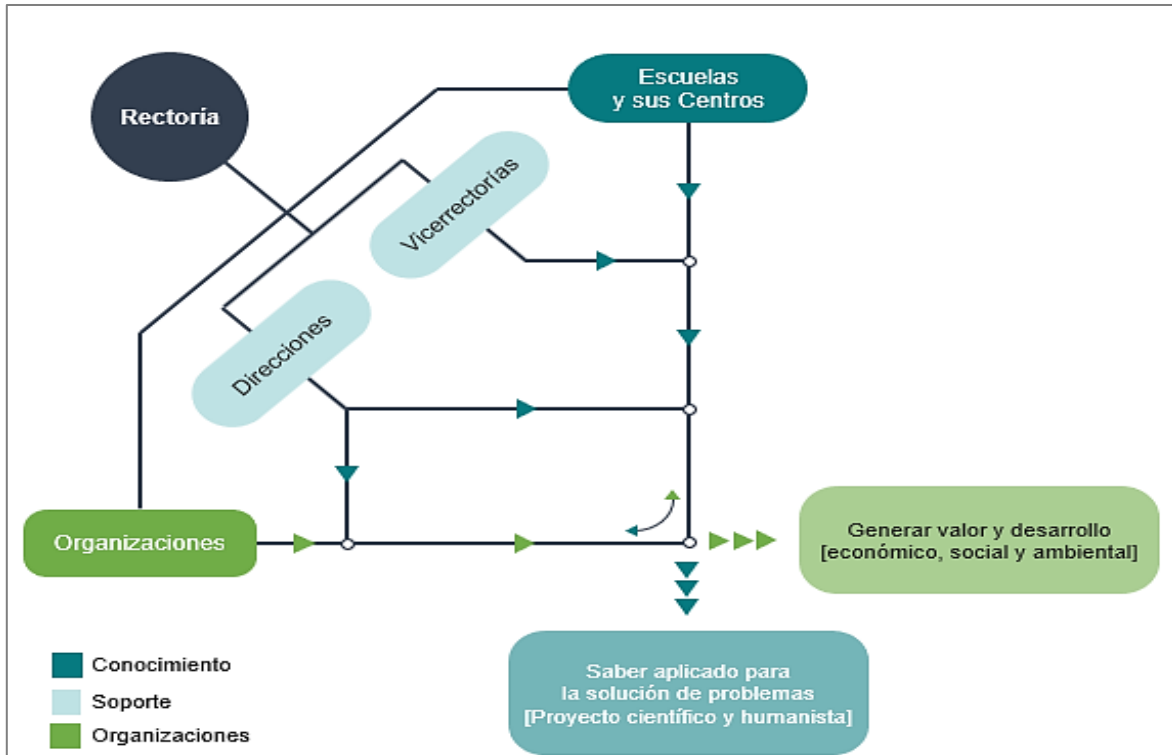 Rectoría
Escuelas
y sus Centros
Vicerrectorías
Direcciones
Organizaciones
Generar valor y desarrollo
[económico, social y ambiental]
Saber aplicado para
la solución de problemas
[Proyecto científico y humanista]
Conocimiento
Soporte
Organizaciones